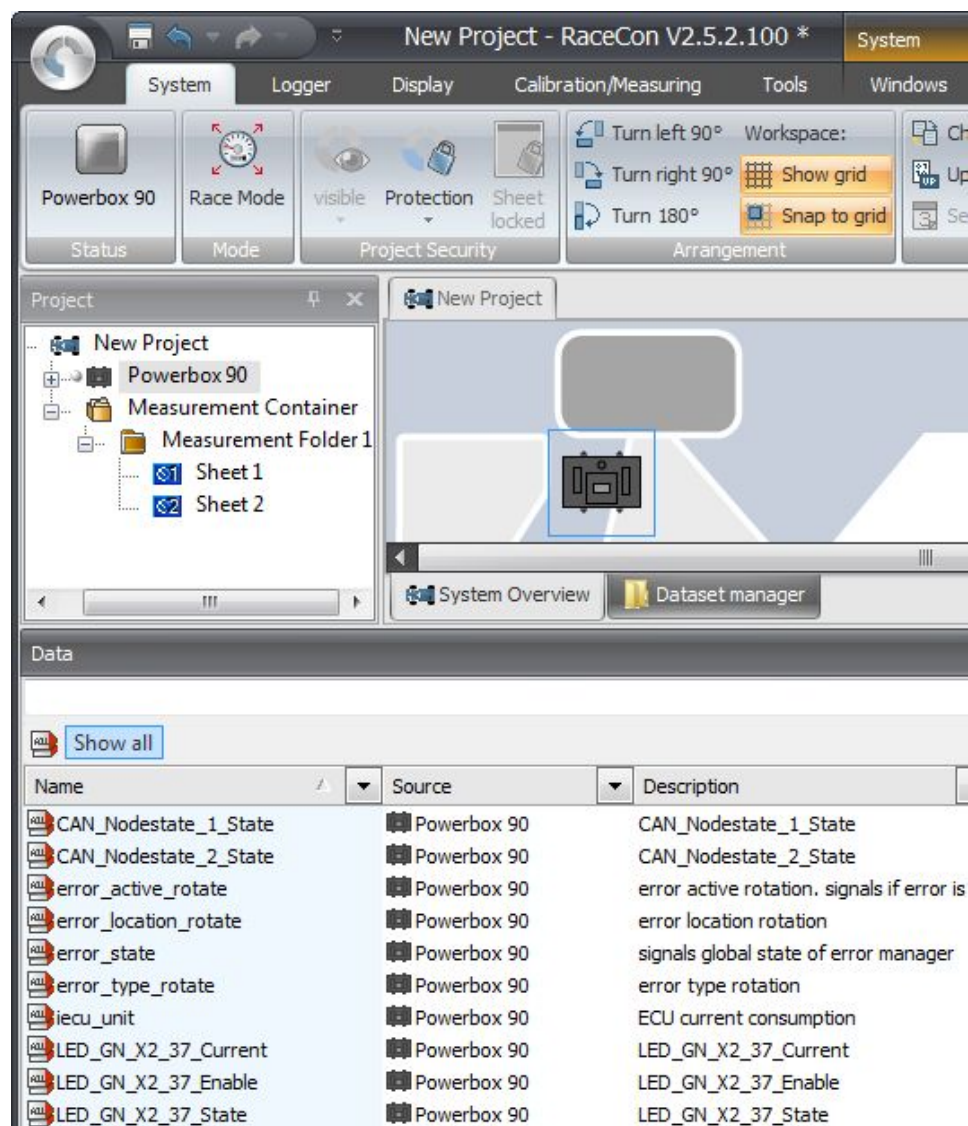 New Project - RaceCon V2.5.2.100 * System
System Logger Display Calibration/Measuring Tools Windows
Powerbox 90
Status
Race Mode
Mode
visible Protection Sheet locked
Project Security
Turn left 90° Workspace:
Turn right 90° Show grid
Turn 180° Snap to grid
Arrangement
Ch
Up
Se
Project
New Project
Powerbox 90
Measurement Container
Measurement Folder 1
Sheet 1
Sheet 2
New Project
System Overview Dataset manager
Data
Show all
Name Source Description
CAN_Nodestate_1_State Powerbox 90 CAN_Nodestate_1_State
CAN_Nodestate_2_State Powerbox 90 CAN_Nodestate_2_State
error_active_rotate Powerbox 90 error active rotation. signals if error is
error_location_rotate Powerbox 90 error location rotation
error_state Powerbox 90 signals global state of error manager
error_type_rotate Powerbox 90 error type rotation
iecu_unit Powerbox 90 ECU current consumption
LED_GN_X2_37_Current Powerbox 90 LED_GN_X2_37_Current
LED_GN_X2_37_Enable Powerbox 90 LED_GN_X2_37_Enable
LED_GN_X2_37_State Powerbox 90 LED_GN_X2_37_State